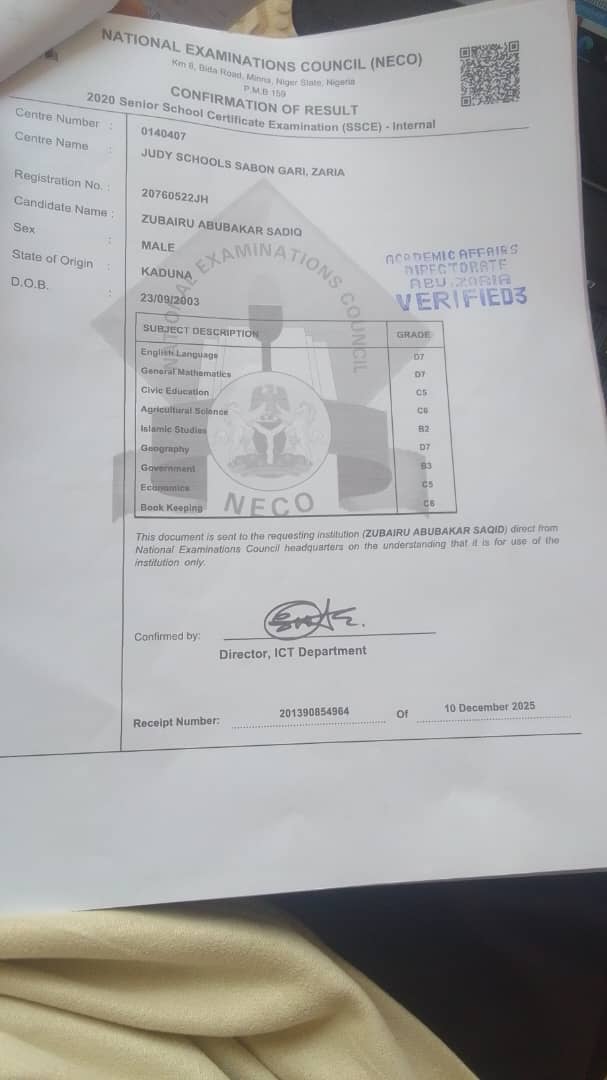 NATIONAL EXAMINATIONS COUNCIL (NECO)
Km 8, Bida Road, Minna, Niger State, Nigeria
P.M.B 159
CONFIRMATION OF RESULT
2020 Senior School Certificate Examination (SSCE) - Internal
Centre Number : 0140407
Centre Name : JUDY SCHOOLS SABON GARI, ZARIA
Registration No. : 20760522JH
Candidate Name : ZUBAIRU ABUBAKAR SADIQ
Sex : MALE
State of Origin : KADUNA
D.O.B. : 23/09/2003
ACADEMIC AFFAIRS
DIRECTORATE
ABU ZARIA
VERIFIED3
SUBJECT DESCRIPTION GRADE
English Language D7
General Mathematics D7
Civic Education C5
Agricultural Science C6
Islamic Studies B2
Geography D7
Government B3
Economics C5
Book Keeping C6
NATIONAL EXAMINATIONS COUNCIL
NECO
This document is sent to the requesting institution (ZUBAIRU ABUBAKAR SAQID) direct from
National Examinations Council headquarters on the understanding that it is for use of the
institution only.
Confirmed by:
Director, ICT Department
Receipt Number: 201390854964 Of 10 December 2025